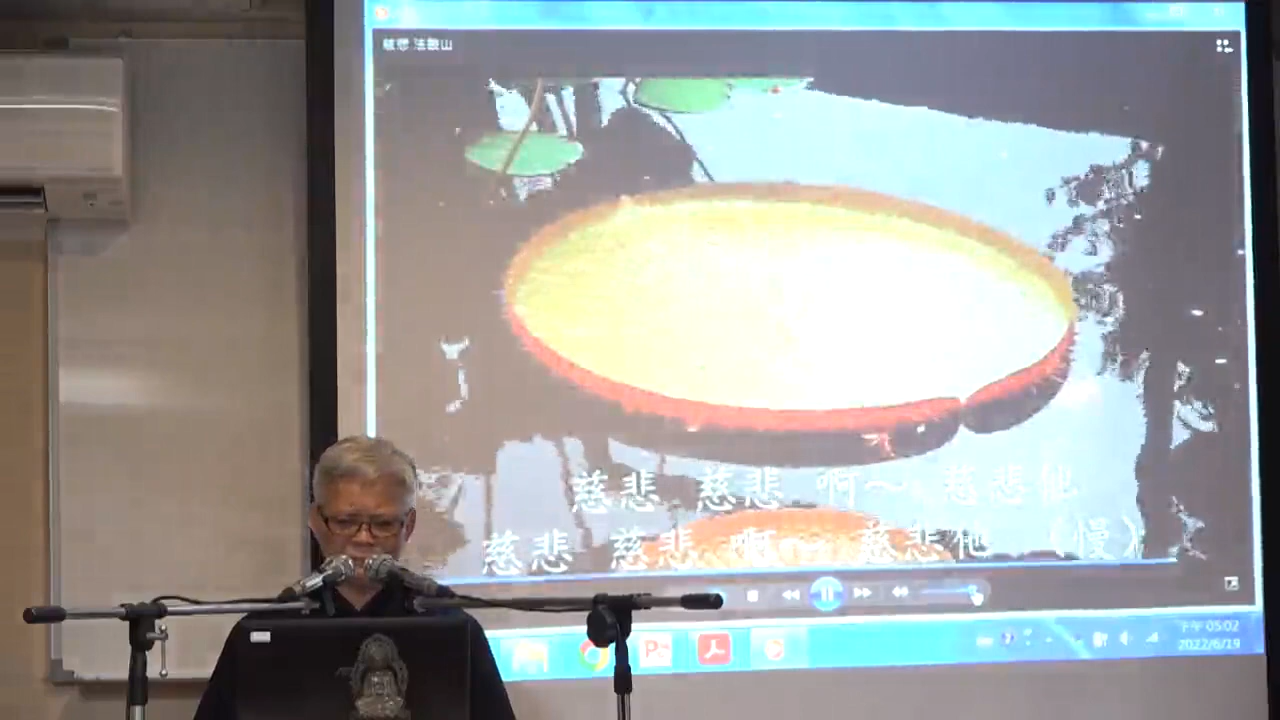 慈悲 法鼓山
慈悲 慈悲 啊～ 慈悲他
慈悲 慈悲 啊～ 慈悲他 （慢）
下午 05:02
2022/6/19